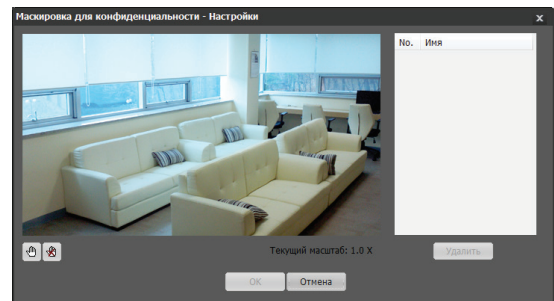 Маскировка для конфиденциальности - Настройки x
No. Имя
Текущий масштаб: 1.0 X
Удалить
OK Отмена